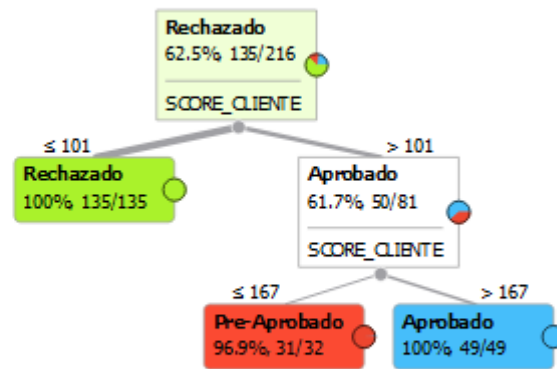 Rechazado
62.5%, 135/216
SCORE_CLIENTE
≤ 101
> 101
Rechazado
100%, 135/135
Aprobado
61.7%, 50/81
SCORE_CLIENTE
≤ 167
> 167
Pre-Aprobado
96.9%, 31/32
Aprobado
100%, 49/49